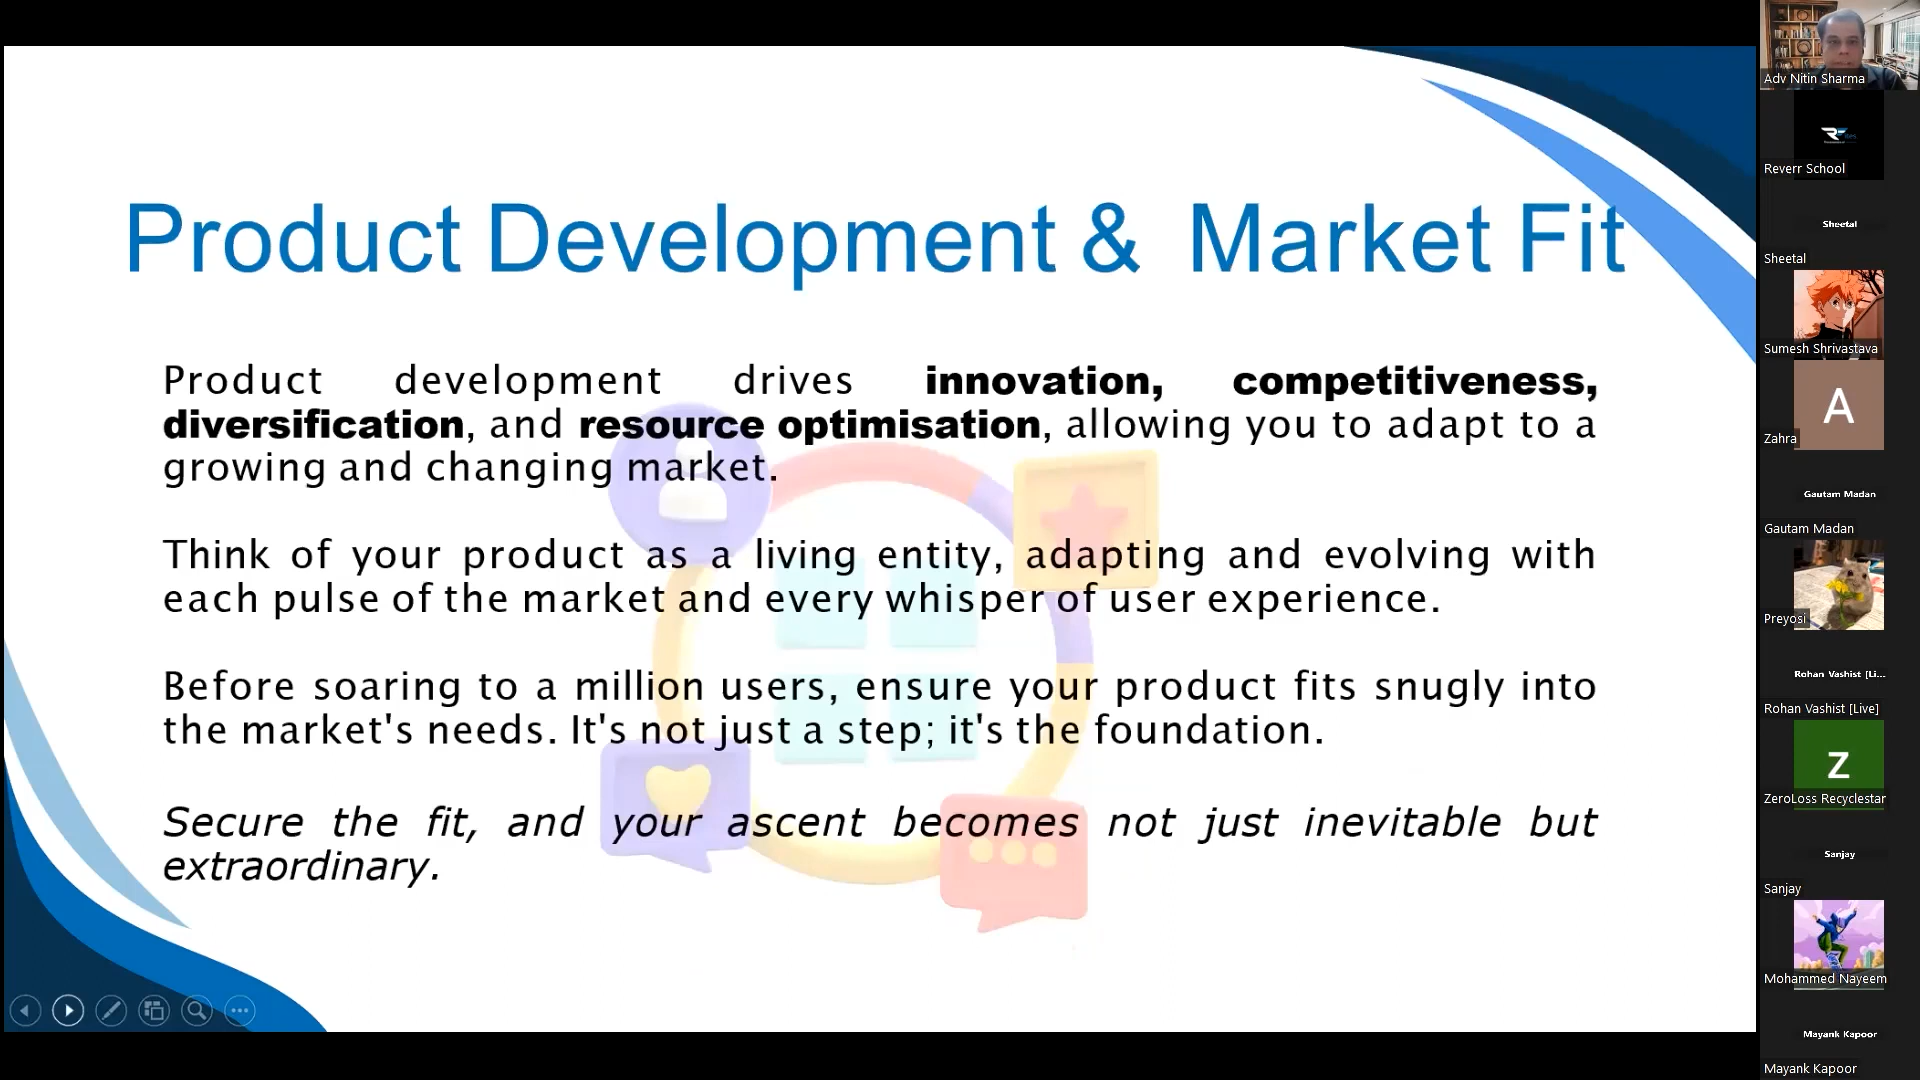 Product Development & Market Fit
Product development drives innovation, competitiveness,
diversification, and resource optimisation, allowing you to adapt to a
growing and changing market.
Think of your product as a living entity, adapting and evolving with
each pulse of the market and every whisper of user experience.
Before soaring to a million users, ensure your product fits snugly into
the market's needs. It's not just a step; it's the foundation.
Secure the fit, and your ascent becomes not just inevitable but
extraordinary.
Adv Nitin Sharma
Reverr School
Sheetal
Sheetal
Sumesh Shrivastava
A
Zahra
Gautam Madan
Gautam Madan
Preyosi
Rohan Vashist [Li...
Rohan Vashist [Live]
Z
ZeroLoss Recyclestar
Sanjay
Sanjay
Mohammed Nayeem
Mayank Kapoor
Mayank Kapoor